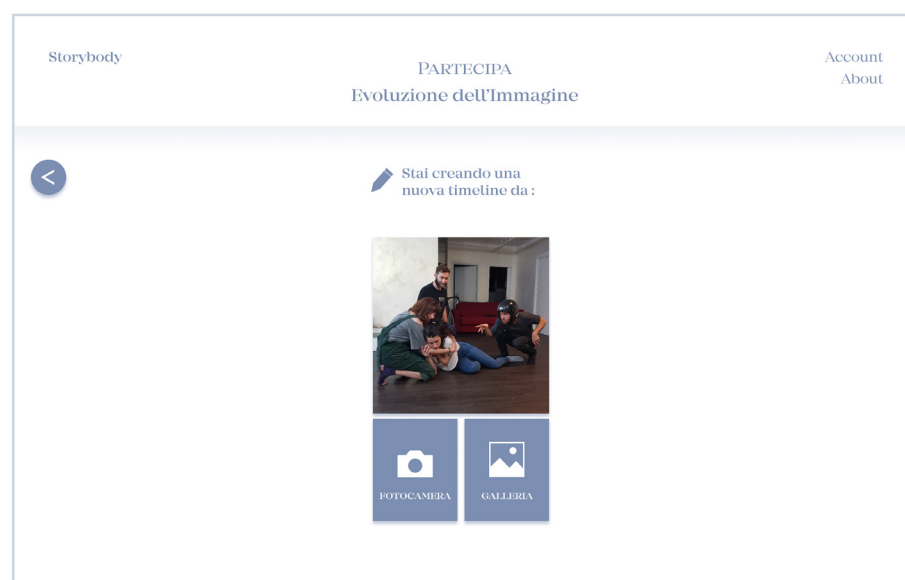 Storybody
PARTECIPA
Evoluzione dell'Immagine
Account
About
<
Stai creando una
nuova timeline da :
FOTOCAMERA
GALLERIA